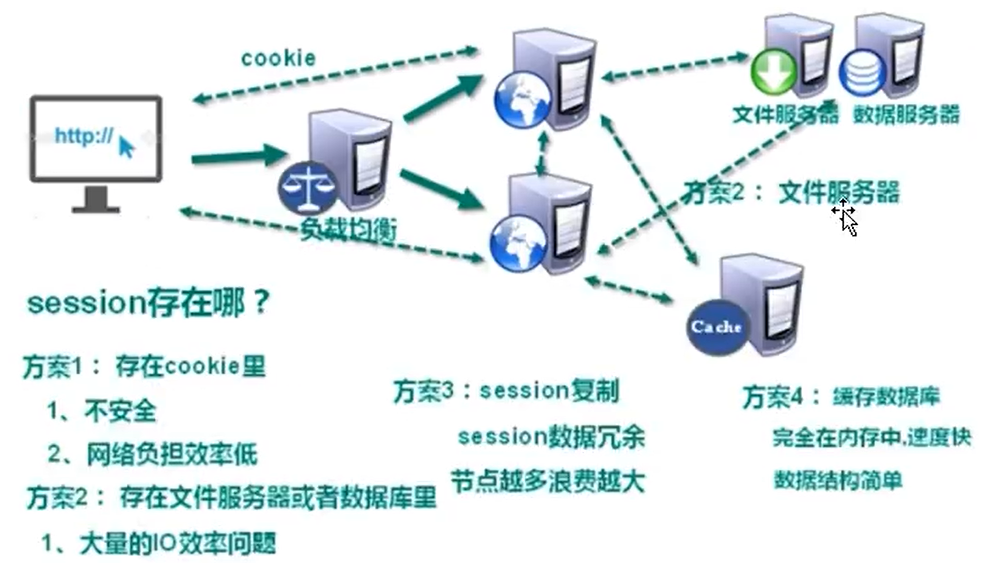 cookie
http://
文件服务器 数据服务器
负载均衡
方案2： 文件服务器
Cache
session存在哪？
方案1： 存在cookie里
1、不安全
2、网络负担效率低
方案2： 存在文件服务器或者数据库里
1、大量的IO效率问题
方案3：session复制
session数据冗余
节点越多浪费越大
方案4： 缓存数据库
完全在内存中,速度快
数据结构简单